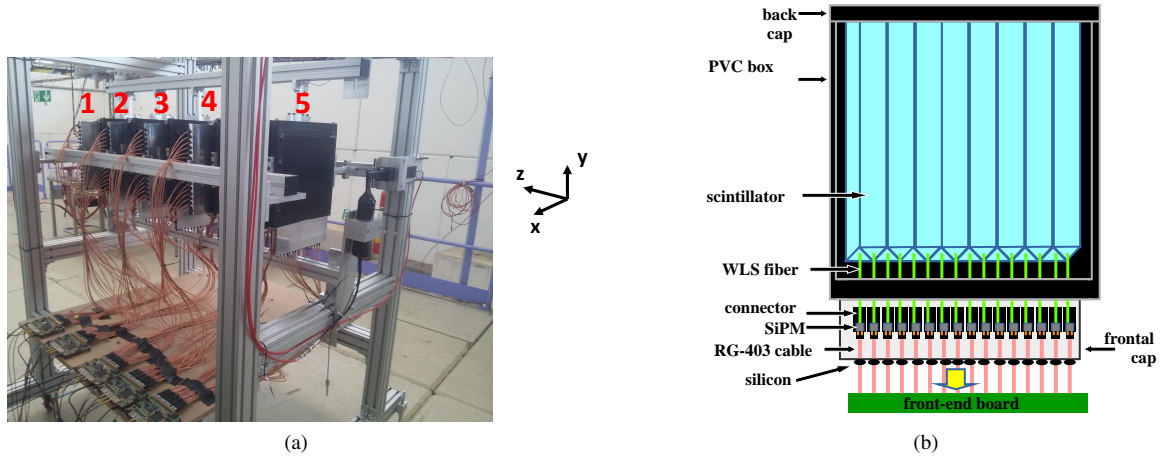 1 2 3 4 5
y
z
x
(a)
back
cap
PVC box
scintillator
WLS fiber
connector
SiPM
RG-403 cable
frontal
cap
silicon
front-end board
(b)